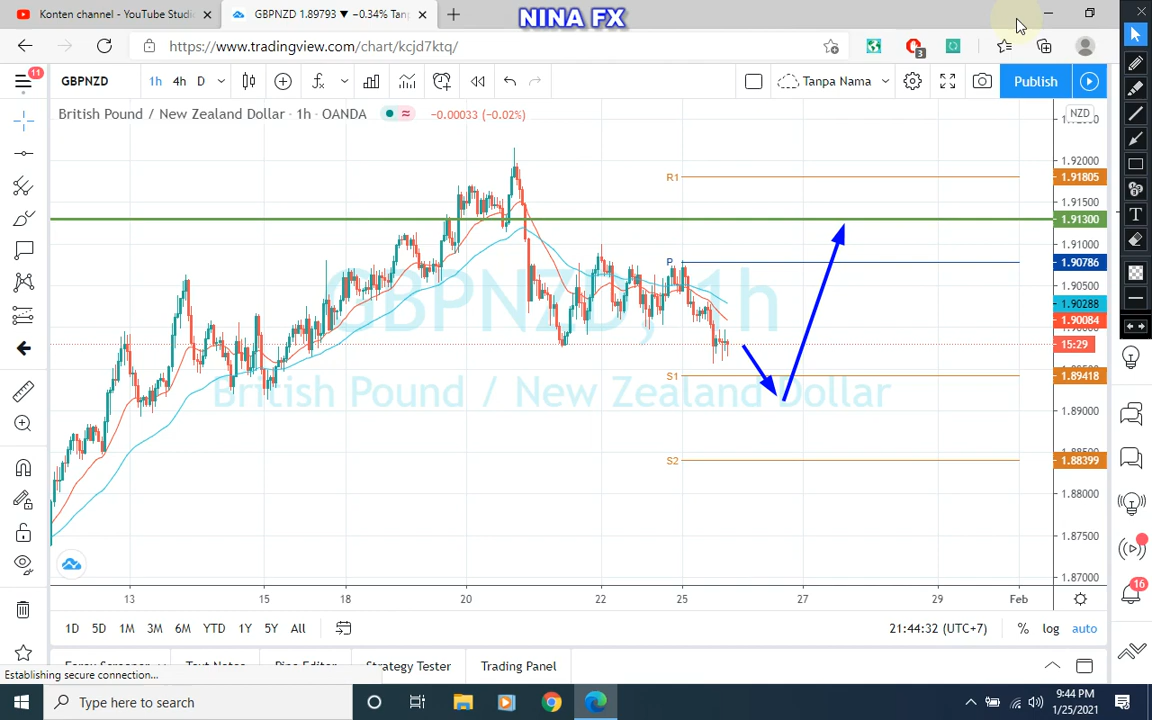 Konten channel - YouTube Studi
GBPNZD 1.89793 ▼ −0.34% Tanp
NINA FX
https://www.tradingview.com/chart/kcjd7ktq/
3
11
GBPNZD
1h
4h
D
Tanpa Nama
Publish
British Pound / New Zealand Dollar · 1h · OANDA
−0.00033 (−0.02%)
NZD
GBPNZD, 1h
British Pound / New Zealand Dollar
R1
P
S1
S2
1.92000
1.91805
1.91500
1.91300
1.91000
1.90786
1.90500
1.90288
1.90084
15:29
1.89418
1.89000
1.88399
1.88000
1.87500
1.87000
13
15
18
20
22
25
27
29
Feb
1D
5D
1M
3M
6M
YTD
1Y
5Y
All
21:44:32 (UTC+7)
%
log
auto
16
T
Strategy Tester
Trading Panel
Establishing secure connection...
Type here to search
9:44 PM
1/25/2021